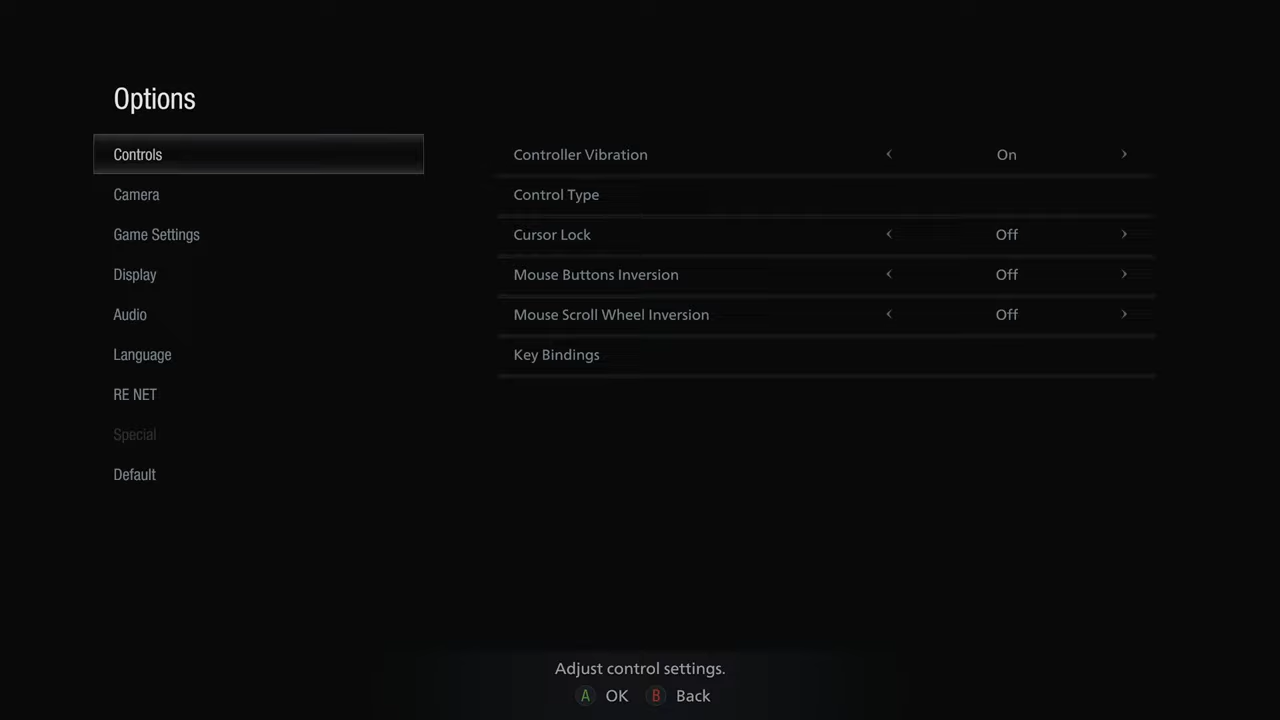 Options
Controls
Camera
Game Settings
Display
Audio
Language
RE NET
Special
Default
Controller Vibration On
Control Type
Cursor Lock Off
Mouse Buttons Inversion Off
Mouse Scroll Wheel Inversion Off
Key Bindings
Adjust control settings.
A OK B Back